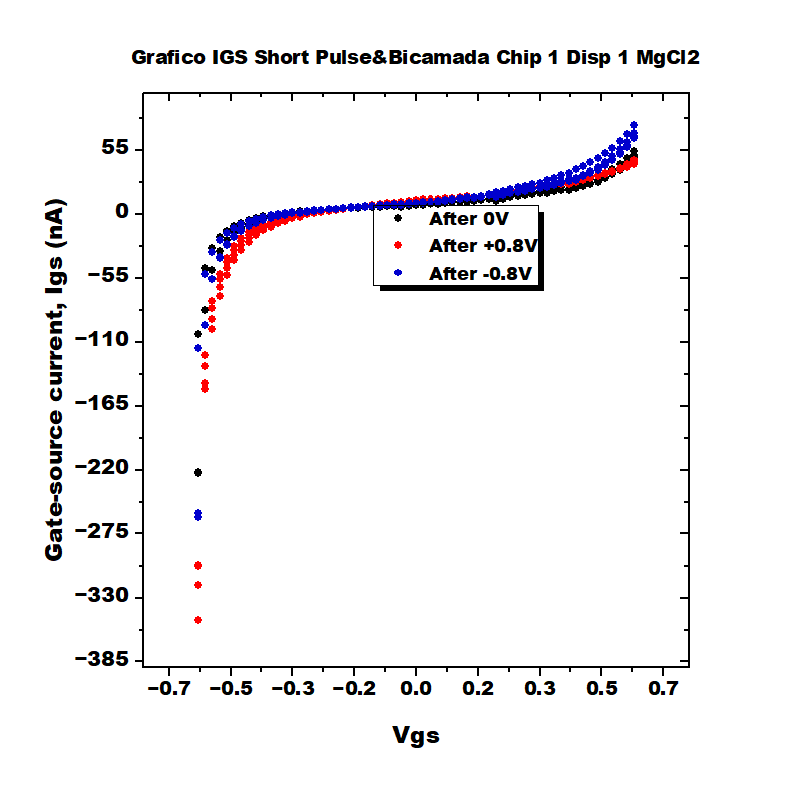 Grafico IGS Short Pulse&Bicamada Chip 1 Disp 1 MgCl2
Gate-source current, Igs (nA)
55
0
−55
−110
−165
−220
−275
−330
−385
After 0V
After +0.8V
After -0.8V
−0.7 −0.5 −0.3 −0.2 0.0 0.2 0.3 0.5 0.7
Vgs